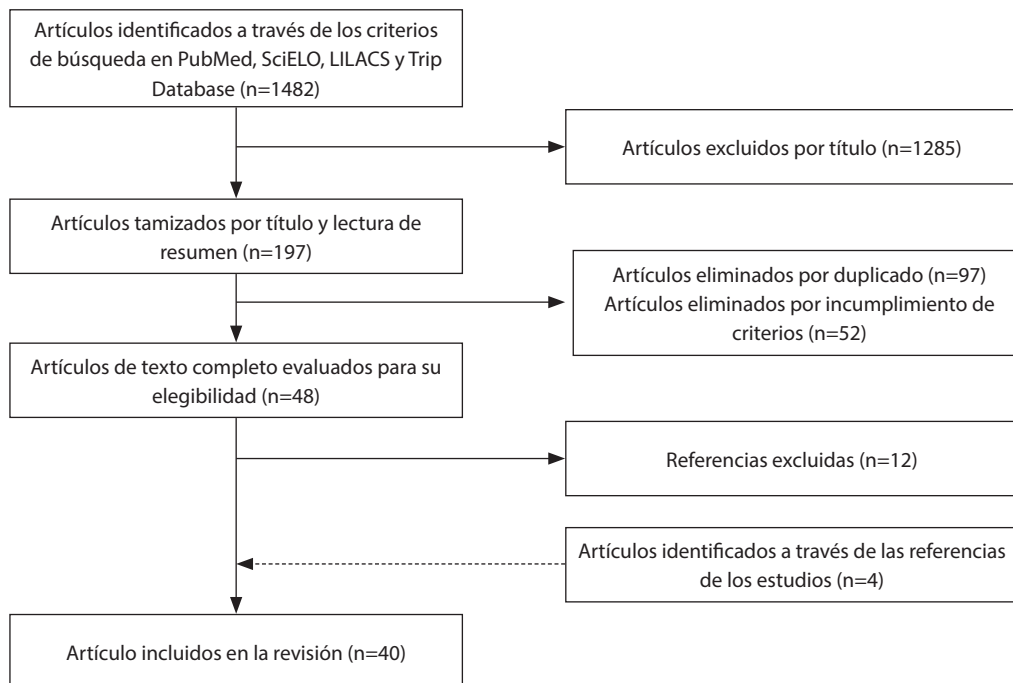 Artículos identificados a través de los criterios
de búsqueda en PubMed, SciELO, LILACS y Trip
Database (n=1482)
Artículos excluidos por título (n=1285)
Artículos tamizados por título y lectura de
resumen (n=197)
Artículos eliminados por duplicado (n=97)
Artículos eliminados por incumplimiento de
criterios (n=52)
Artículos de texto completo evaluados para su
elegibilidad (n=48)
Referencias excluidas (n=12)
Artículos identificados a través de las referencias
de los estudios (n=4)
Artículo incluidos en la revisión (n=40)